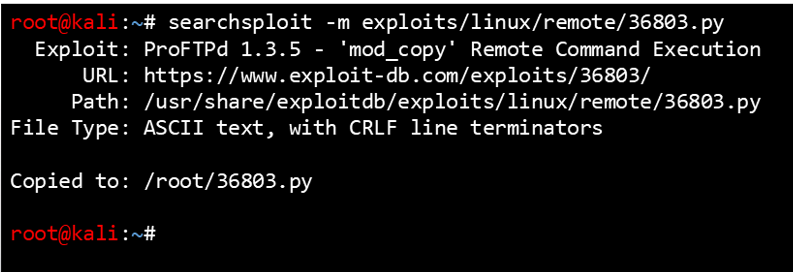 root@kali:~# searchsploit -m exploits/linux/remote/36803.py
Exploit: ProFTPd 1.3.5 - 'mod_copy' Remote Command Execution
URL: https://www.exploit-db.com/exploits/36803/
Path: /usr/share/exploitdb/exploits/linux/remote/36803.py
File Type: ASCII text, with CRLF line terminators
Copied to: /root/36803.py
root@kali:~#